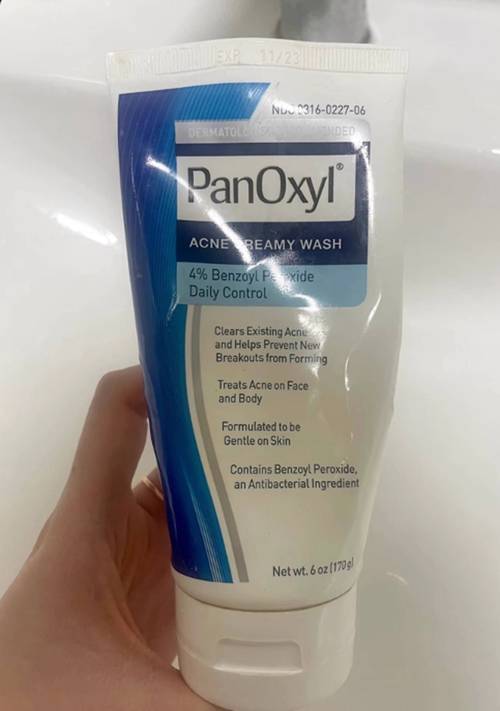 EXP 11/23
NDC 0316-0227-06
PanOxyl®
ACNE CREAMY WASH
4% Benzoyl Peroxide
Daily Control
Clears Existing Acne
and Helps Prevent New
Breakouts from Forming
Treats Acne on Face
and Body
Formulated to be
Gentle on Skin
Contains Benzoyl Peroxide,
an Antibacterial Ingredient
Net wt. 6 oz (170g)